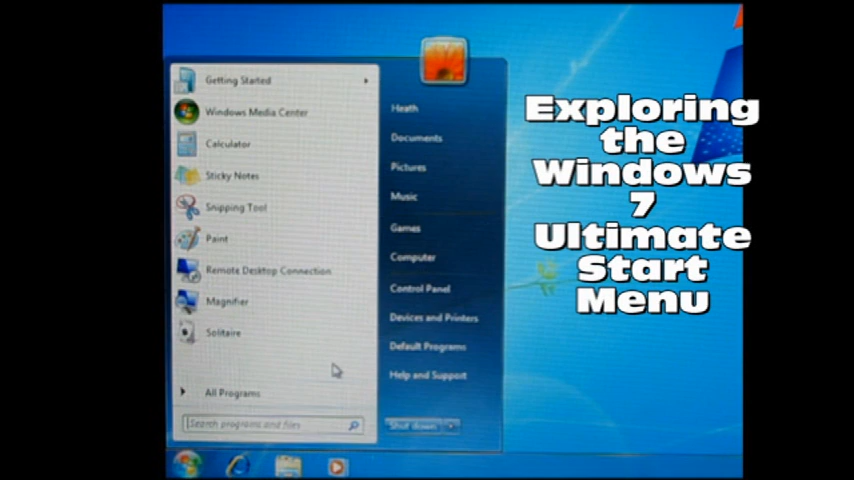 Getting Started
Windows Media Center
Calculator
Sticky Notes
Snipping Tool
Paint
Remote Desktop Connection
Magnifier
Solitaire
All Programs
Search programs and files
Heath
Documents
Pictures
Music
Games
Computer
Control Panel
Devices and Printers
Default Programs
Help and Support
Shut down
Exploring
the
Windows
7
Ultimate
Start
Menu